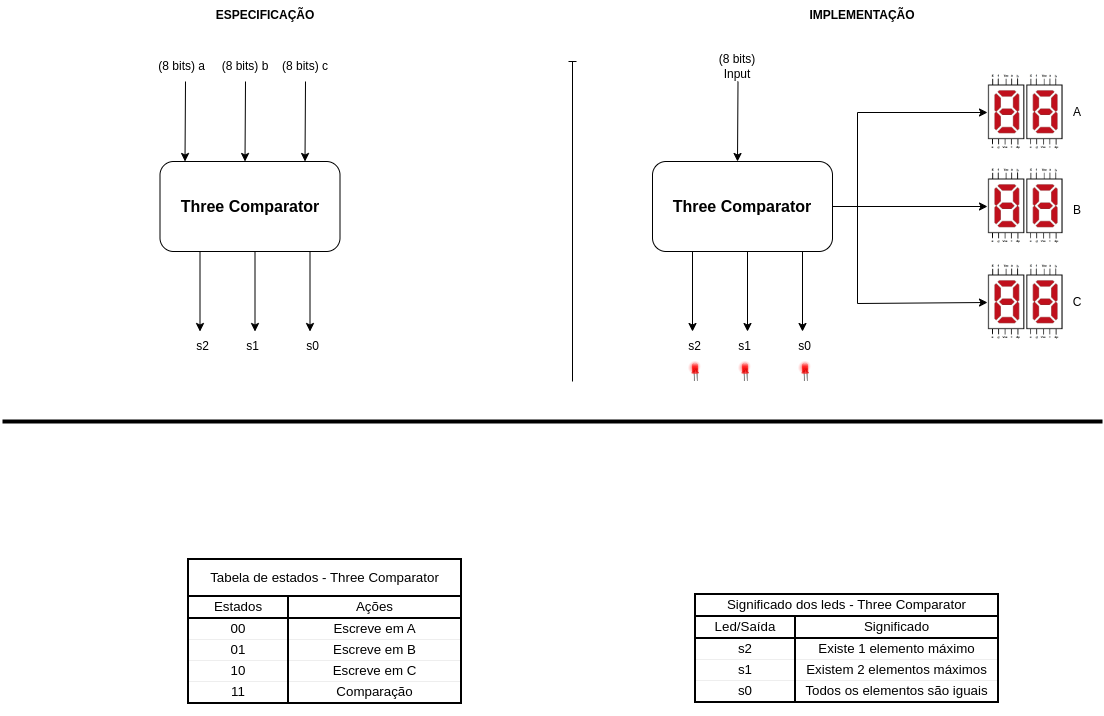 ESPECIFICAÇÃO
(8 bits) a
(8 bits) b
(8 bits) c
Three Comparator
s2
s1
s0
IMPLEMENTAÇÃO
(8 bits)
Input
Three Comparator
A
B
C
s2
s1
s0
Tabela de estados - Three Comparator
Estados
Ações
00
Escreve em A
01
Escreve em B
10
Escreve em C
11
Comparação
Significado dos leds - Three Comparator
Led/Saída
Significado
s2
Existe 1 elemento máximo
s1
Existem 2 elementos máximos
s0
Todos os elementos são iguais